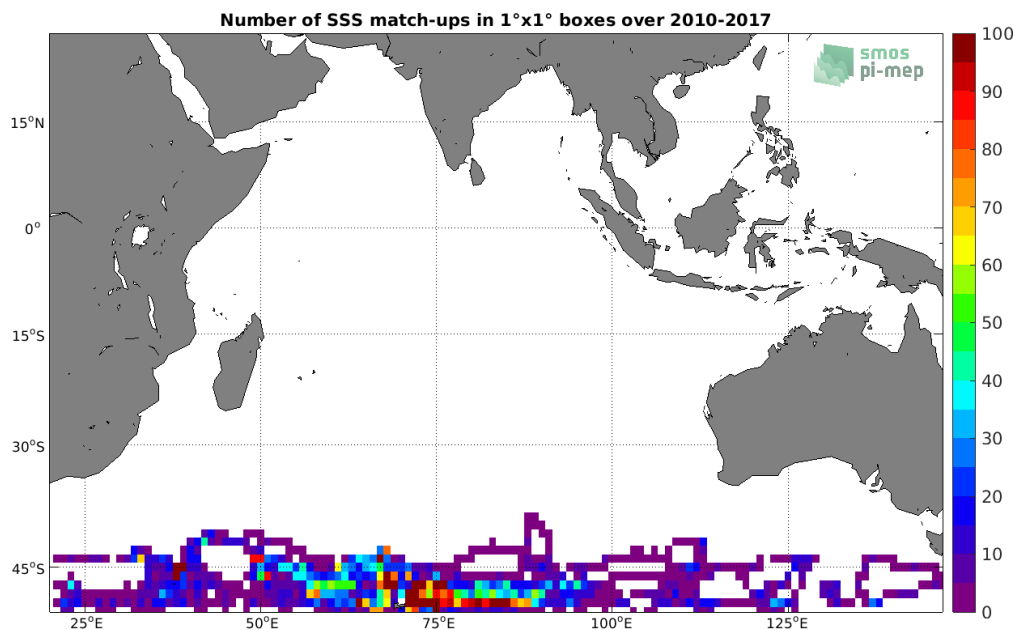 Number of SSS match-ups in 1°x1° boxes over 2010-2017
smos
pi-mep
15°N
0°
15°S
30°S
45°S
25°E
50°E
75°E
100°E
125°E
100
90
80
70
60
50
40
30
20
10
0